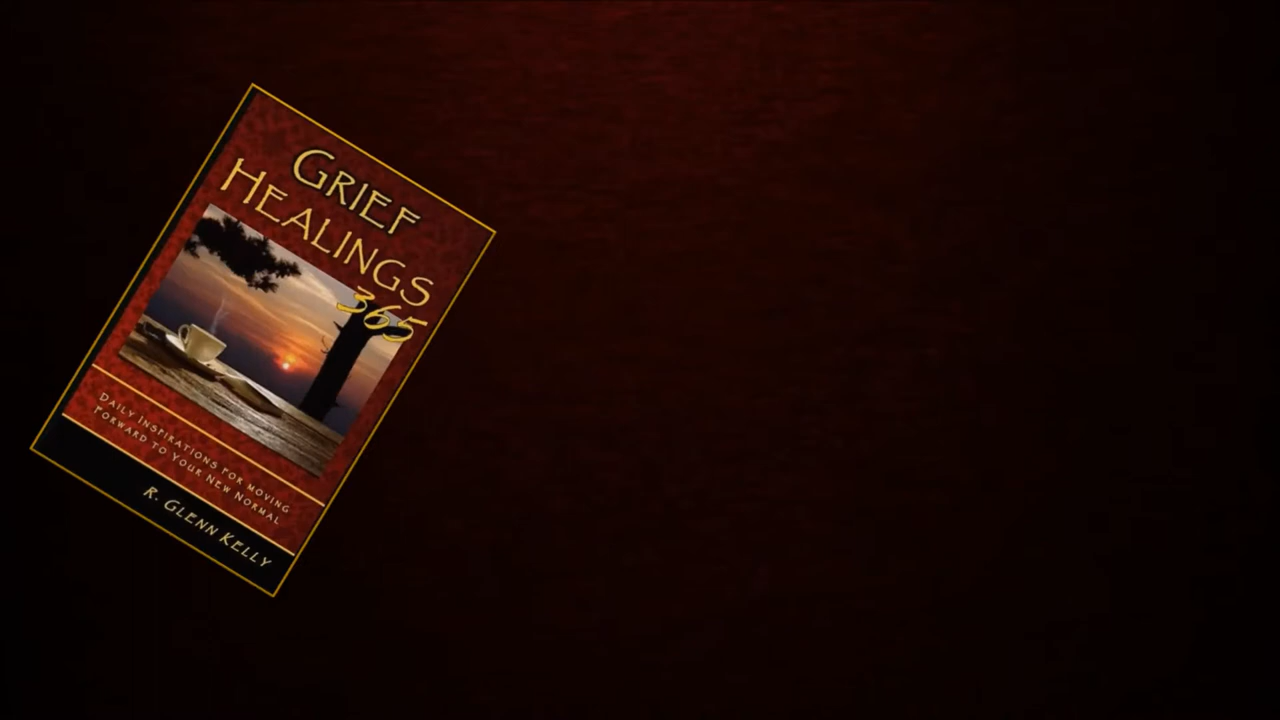 GRIEF
HEALINGS
365
DAILY INSPIRATIONS FOR MOVING
FORWARD TO YOUR NEW NORMAL
R. GLENN KELLY